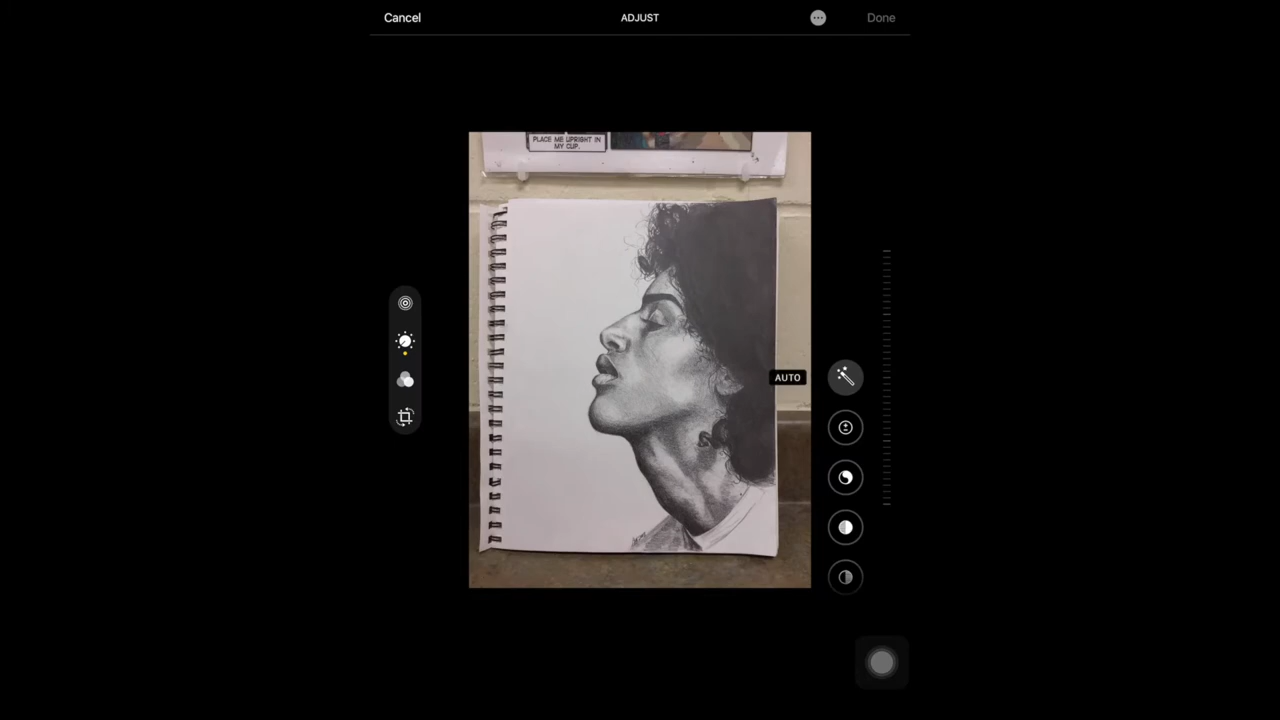 Cancel
ADJUST
Done
PLACE ME UPRIGHT IN
MY CUP.
AUTO